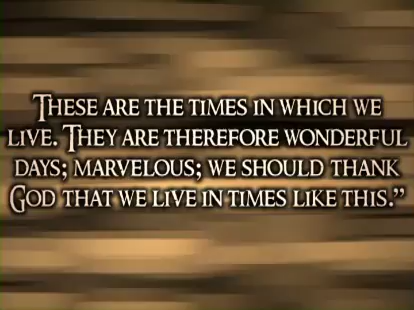 These are the times in which we
live. They are therefore wonderful
days; marvelous; we should thank
God that we live in times like this.”